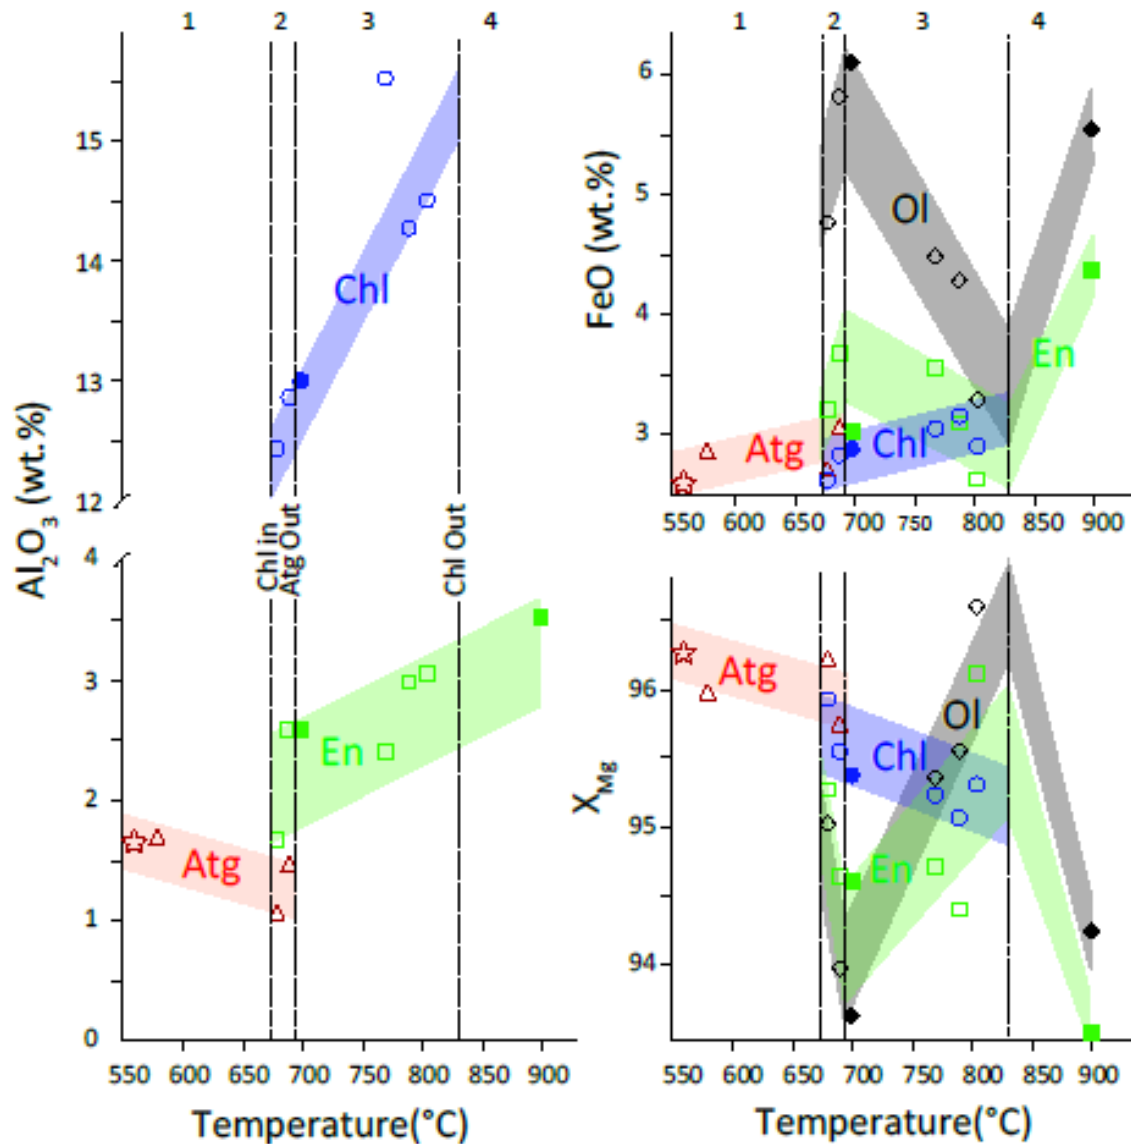 1 2 3 4
15
14
13
12
4
3
2
1
0
Al2O3 (wt.%)
Chl
Chl in
Atg Out
Chl Out
Atg
En
550 600 650 700 750 800 850 900
Temperature(°C)
1 2 3 4
6
5
4
3
FeO (wt.%)
Ol
En
Atg
Chl
550 600 650 700 750 800 850 900
96
95
94
XMg
Atg
Ol
Chl
En
550 600 650 700 750 800 850 900
Temperature(°C)